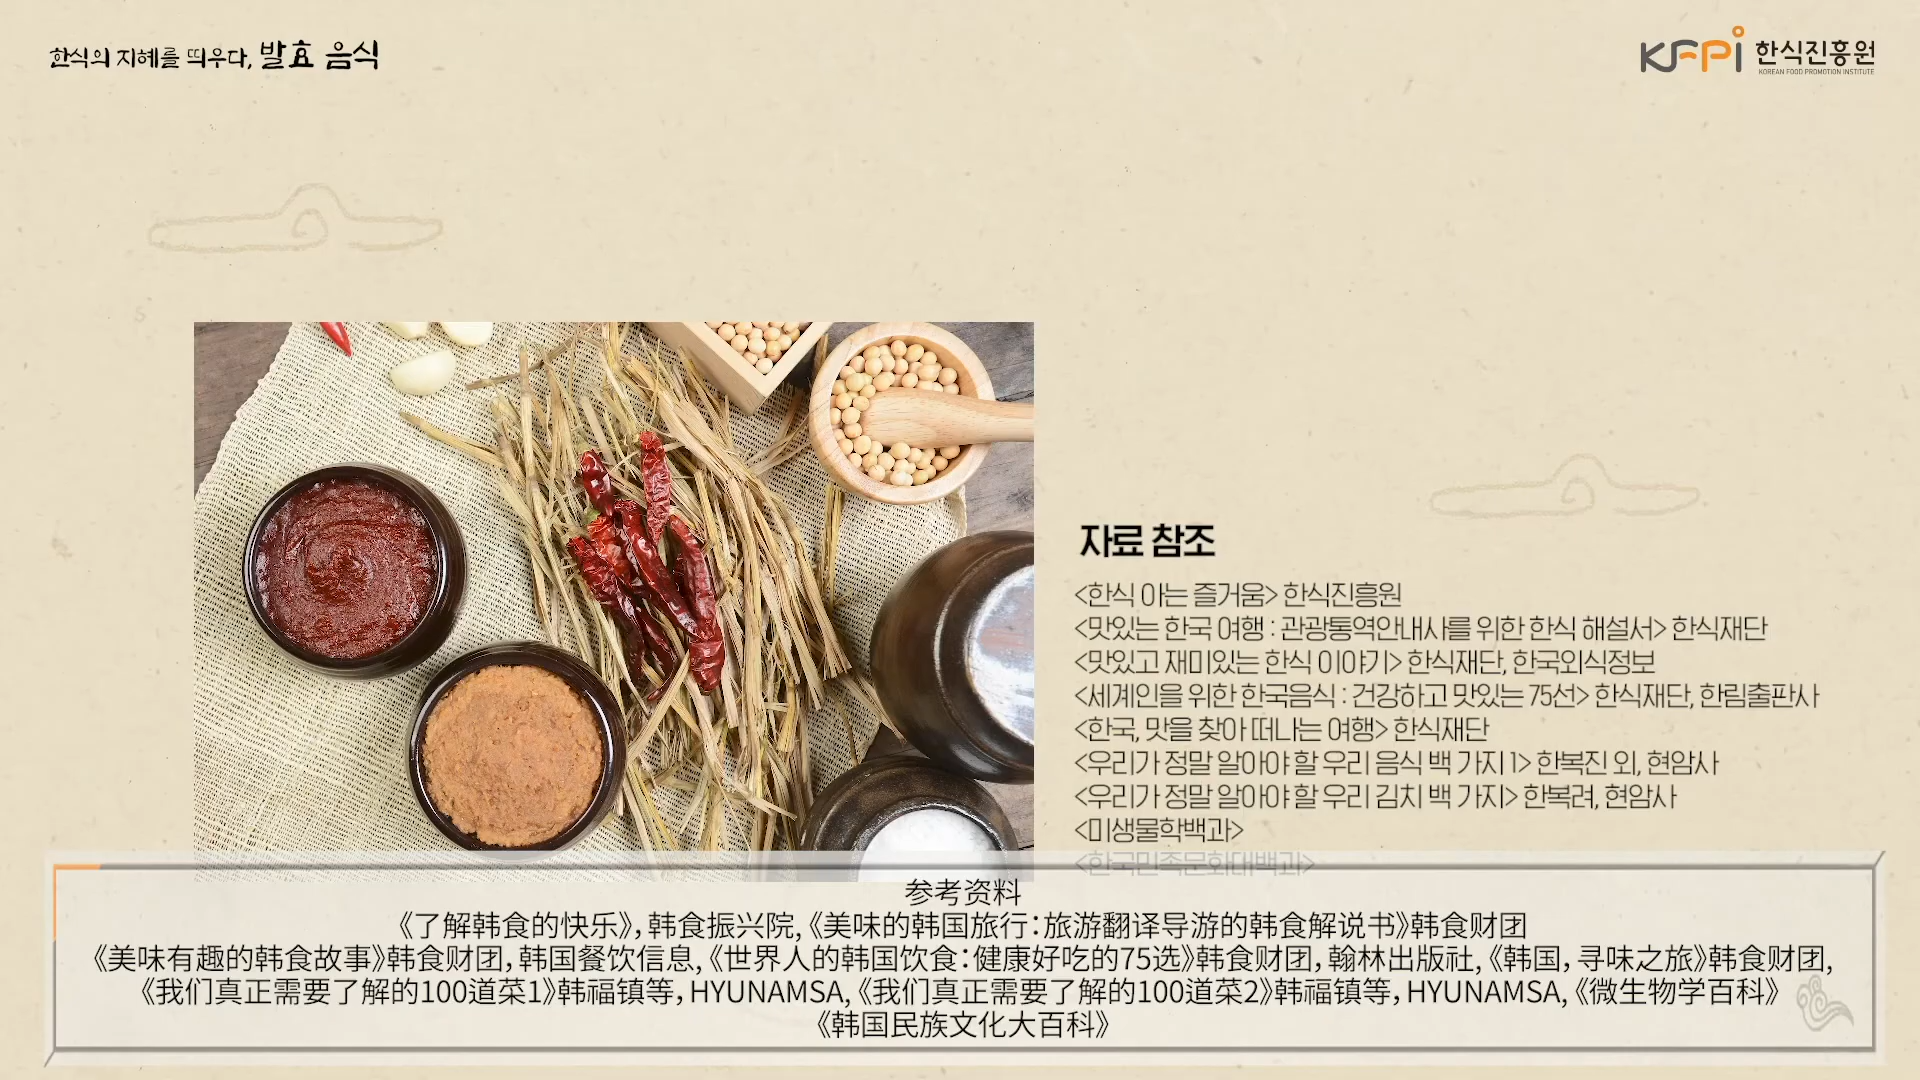 한식의 지혜를 띄우다, 발효 음식
KFPi 한식진흥원
KOREAN FOOD PROMOTION INSTITUTE
자료 참조
<한식 아는 즐거움> 한식진흥원
<맛있는 한국 여행 : 관광통역안내사를 위한 한식 해설서> 한식재단
<맛있고 재미있는 한식 이야기> 한식재단, 한국외식정보
<세계인을 위한 한국음식 : 건강하고 맛있는 75선> 한식재단, 한림출판사
<한국, 맛을 찾아 떠나는 여행> 한식재단
<우리가 정말 알아야 할 우리 음식 백 가지 1> 한복진 외, 현암사
<우리가 정말 알아야 할 우리 김치 백 가지> 한복려, 현암사
<미생물학백과>
<한국민족문화대백과>
参考资料
《了解韩食的快乐》，韩食振兴院，《美味的韩国旅行：旅游翻译导游的韩食解说书》韩食财团
《美味有趣的韩食故事》韩食财团，韩国餐饮信息，《世界人的韩国饮食：健康好吃的75选》韩食财团，翰林出版社，《韩国，寻味之旅》韩食财团，
《我们真正需要了解的100道菜1》韩福镇等，HYUNAMSA，《我们真正需要了解的100道菜2》韩福镇等，HYUNAMSA，《微生物学百科》
《韩国民族文化大百科》